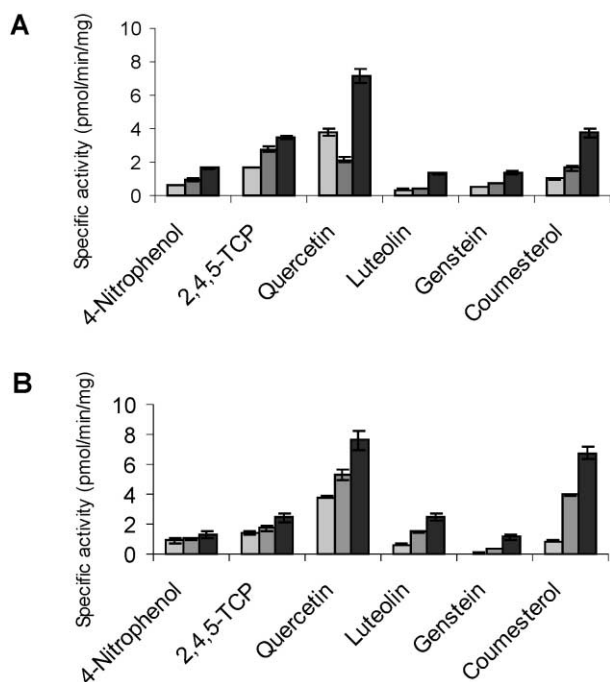 A
Specific activity (pmol/min/mg)
10
8
6
4
2
0
4-Nitrophenol
2,4,5-TCP
Quercetin
Luteolin
Genstein
Coumesterol
B
Specific activity (pmol/min/mg)
10
8
6
4
2
0
4-Nitrophenol
2,4,5-TCP
Quercetin
Luteolin
Genstein
Coumesterol